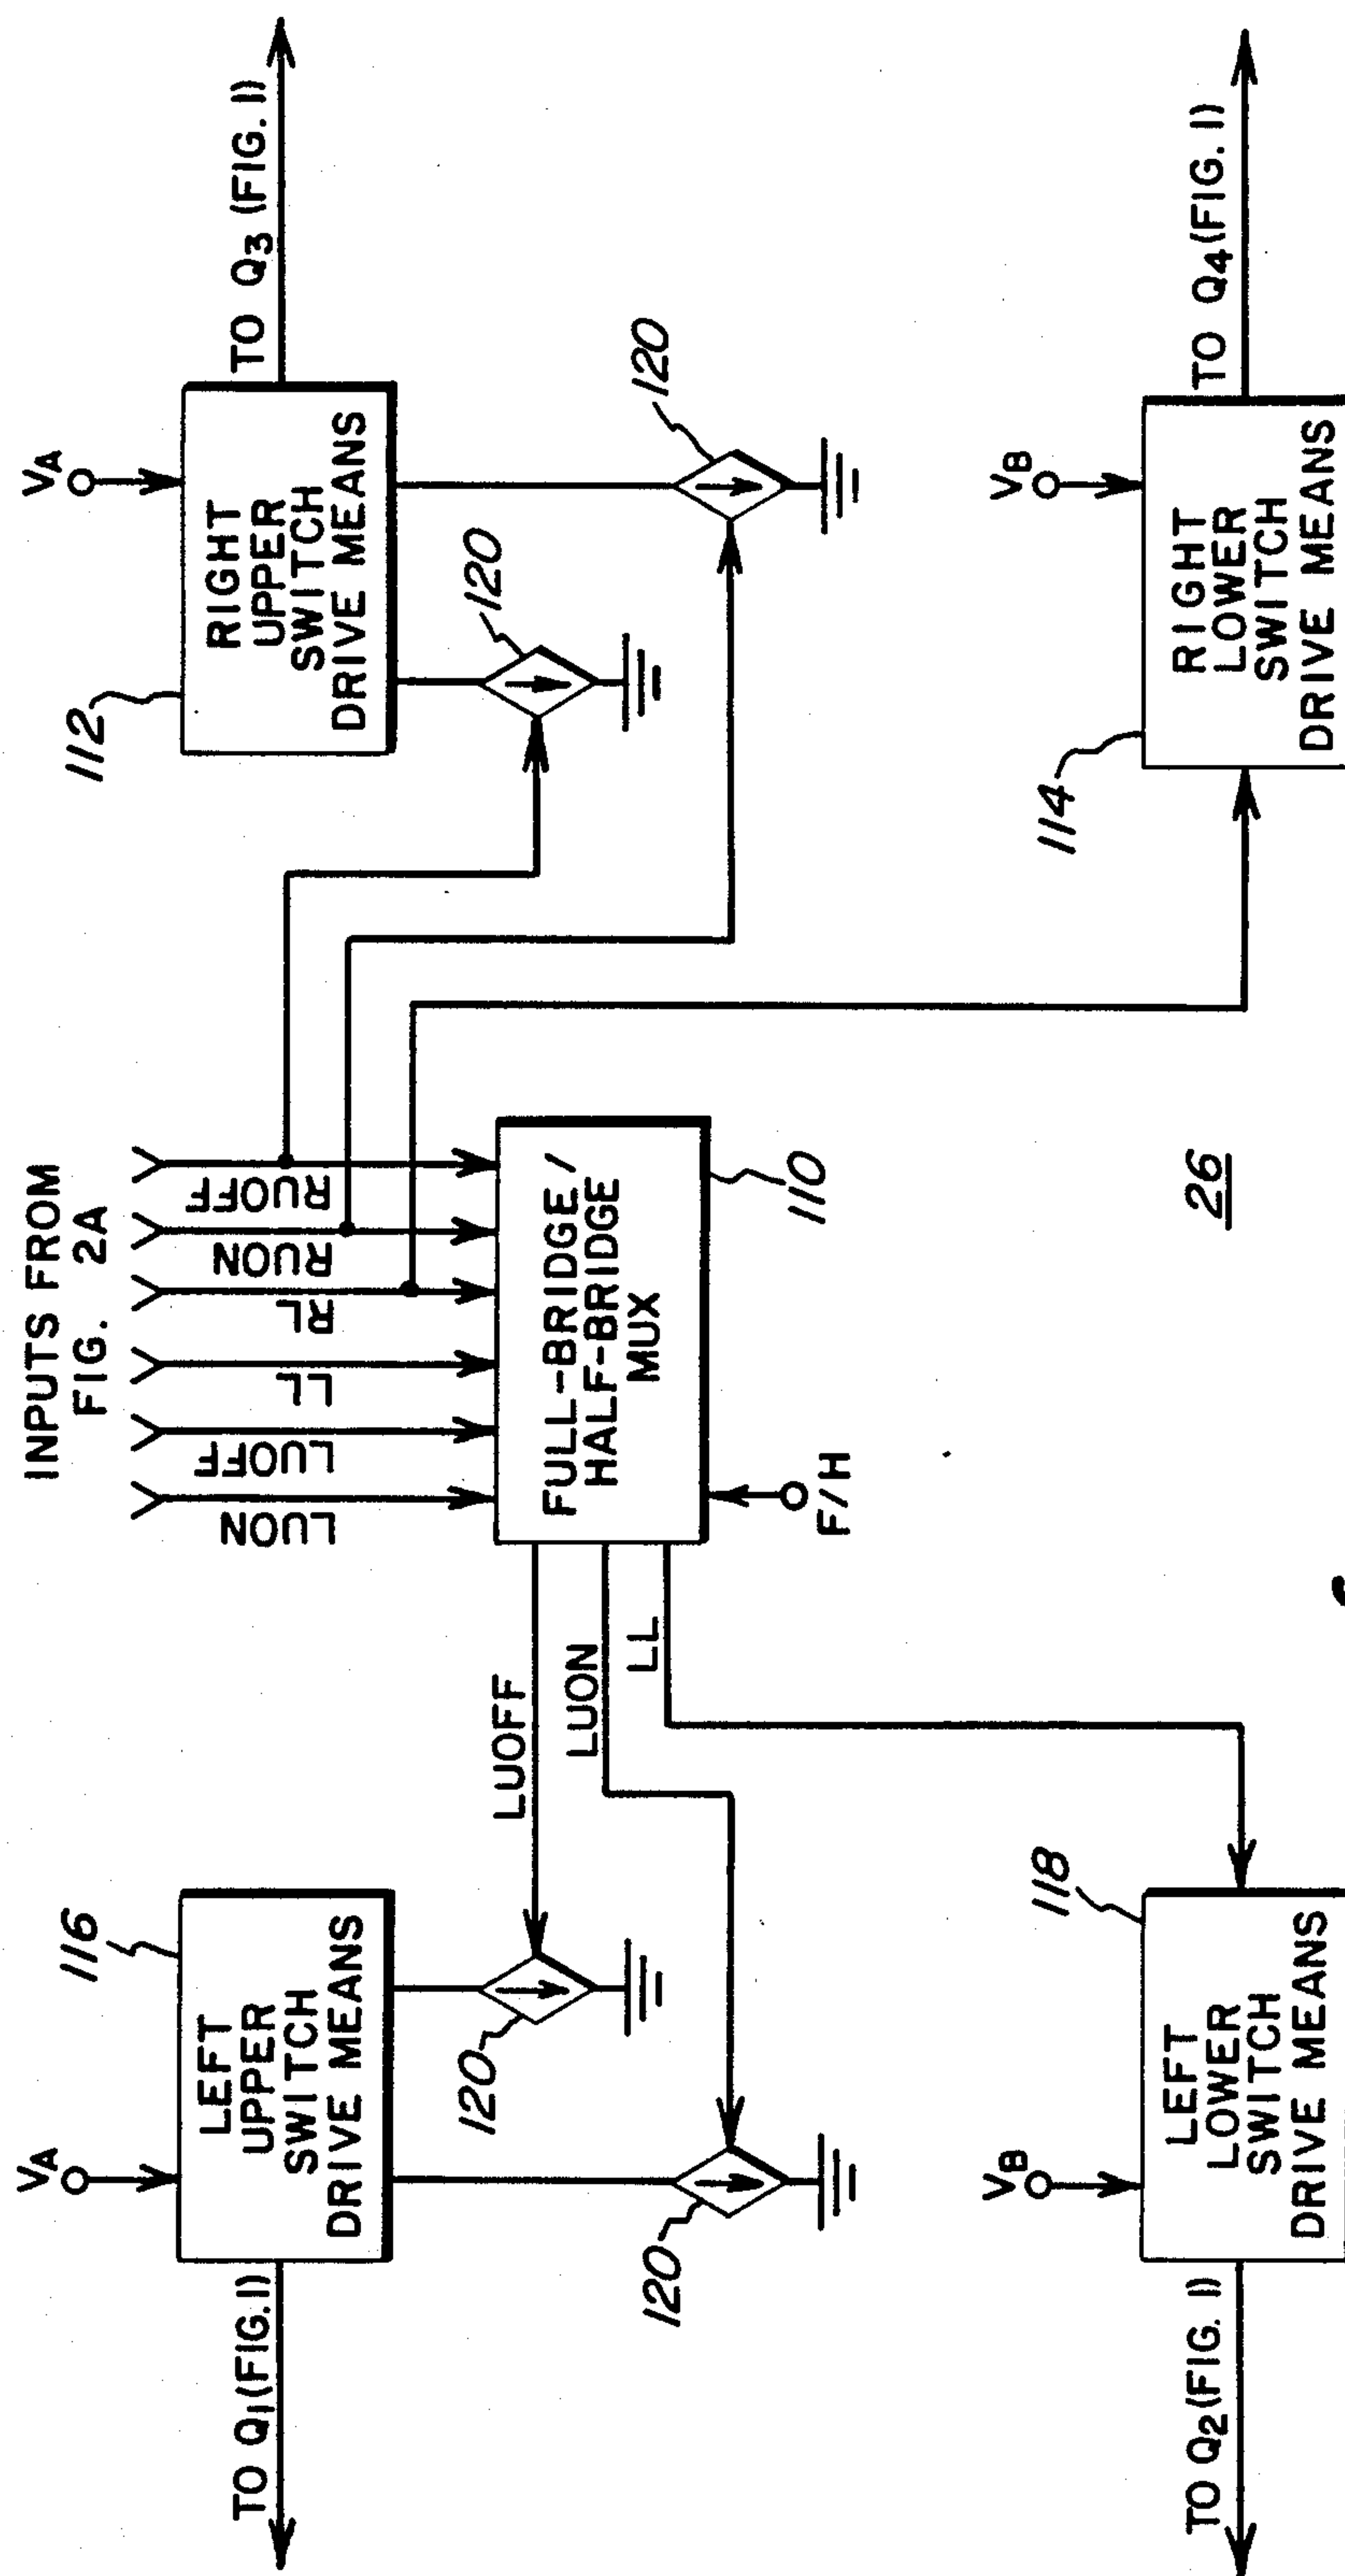 INPUTS FROM
FIG. 2A
LUON
LUOFF
LL
RL
RUON
RUOFF
VA
116
LEFT
UPPER
SWITCH
DRIVE MEANS
TO Q1 (FIG. 1)
120
120
LUOFF
LUON
LL
FULL-BRIDGE/
HALF-BRIDGE
MUX
110
F/H
VA
112
RIGHT
UPPER
SWITCH
DRIVE MEANS
TO Q3 (FIG. 1)
120
120
VB
118
LEFT
LOWER
SWITCH
DRIVE MEANS
TO Q2 (FIG. 1)
26
VB
114
RIGHT
LOWER
SWITCH
DRIVE MEANS
TO Q4 (FIG. 1)